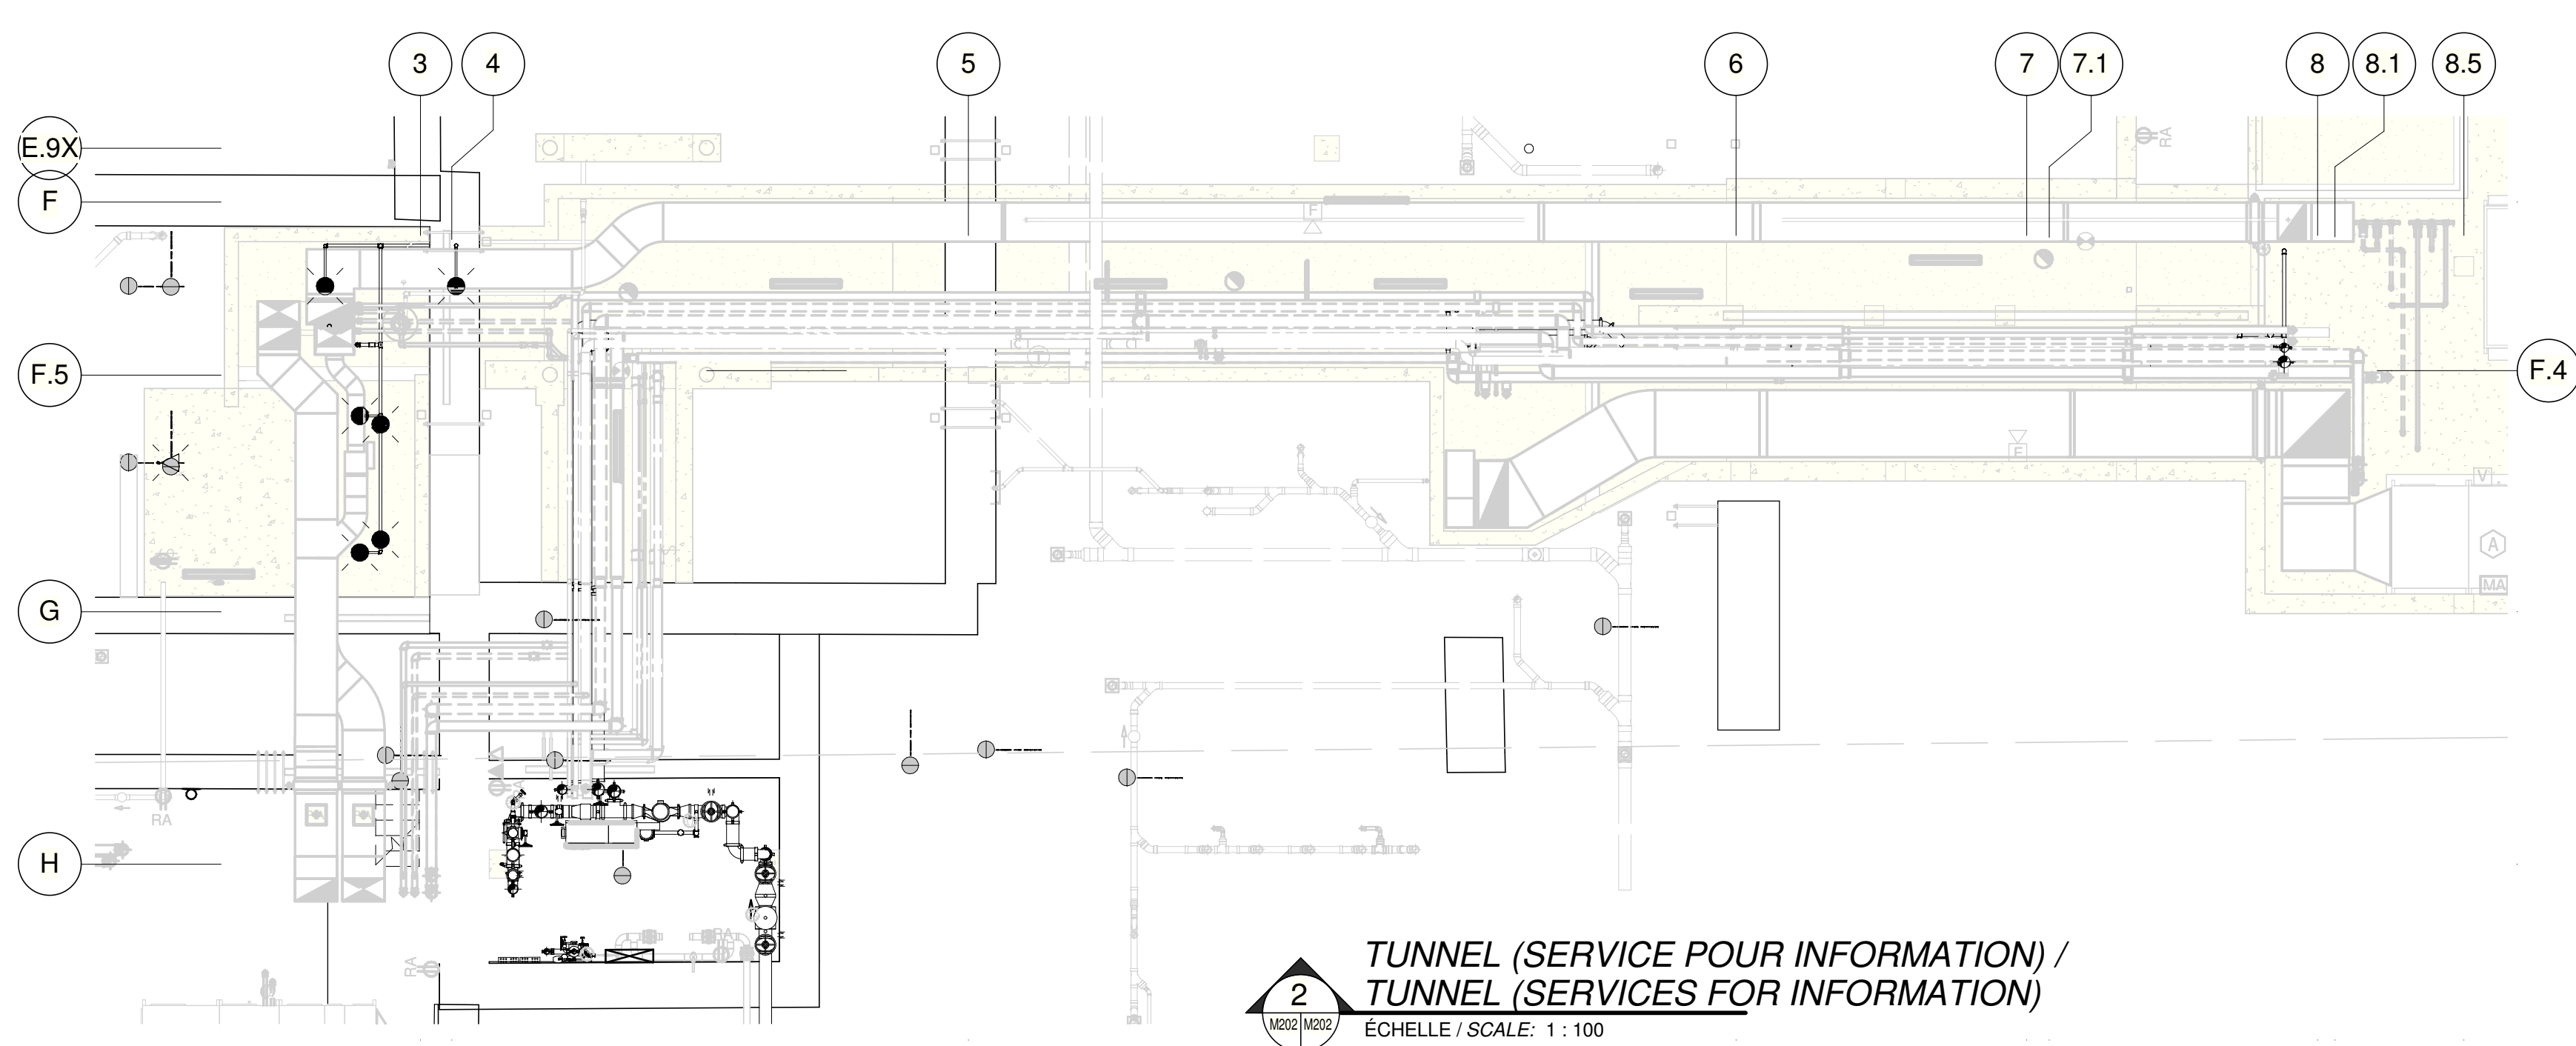 3 4 5 6 7 7.1 8 8.1 8.5
E.9X
RA
F
F
F.5
F.4
F
V
A
MA
G
RA
H
RA
RA
TUNNEL (SERVICE POUR INFORMATION) /
TUNNEL (SERVICES FOR INFORMATION)
2
M202 M202
ÉCHELLE / SCALE: 1 : 100